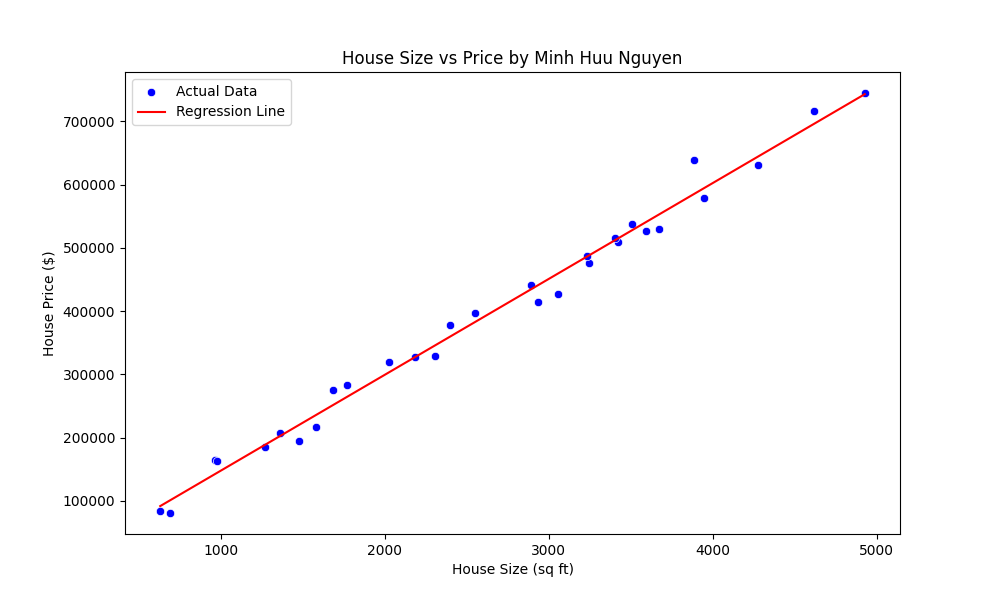 House Size vs Price by Minh Huu Nguyen
Actual Data
Regression Line
700000
600000
500000
400000
300000
200000
100000
House Price ($)
1000
2000
3000
4000
5000
House Size (sq ft)